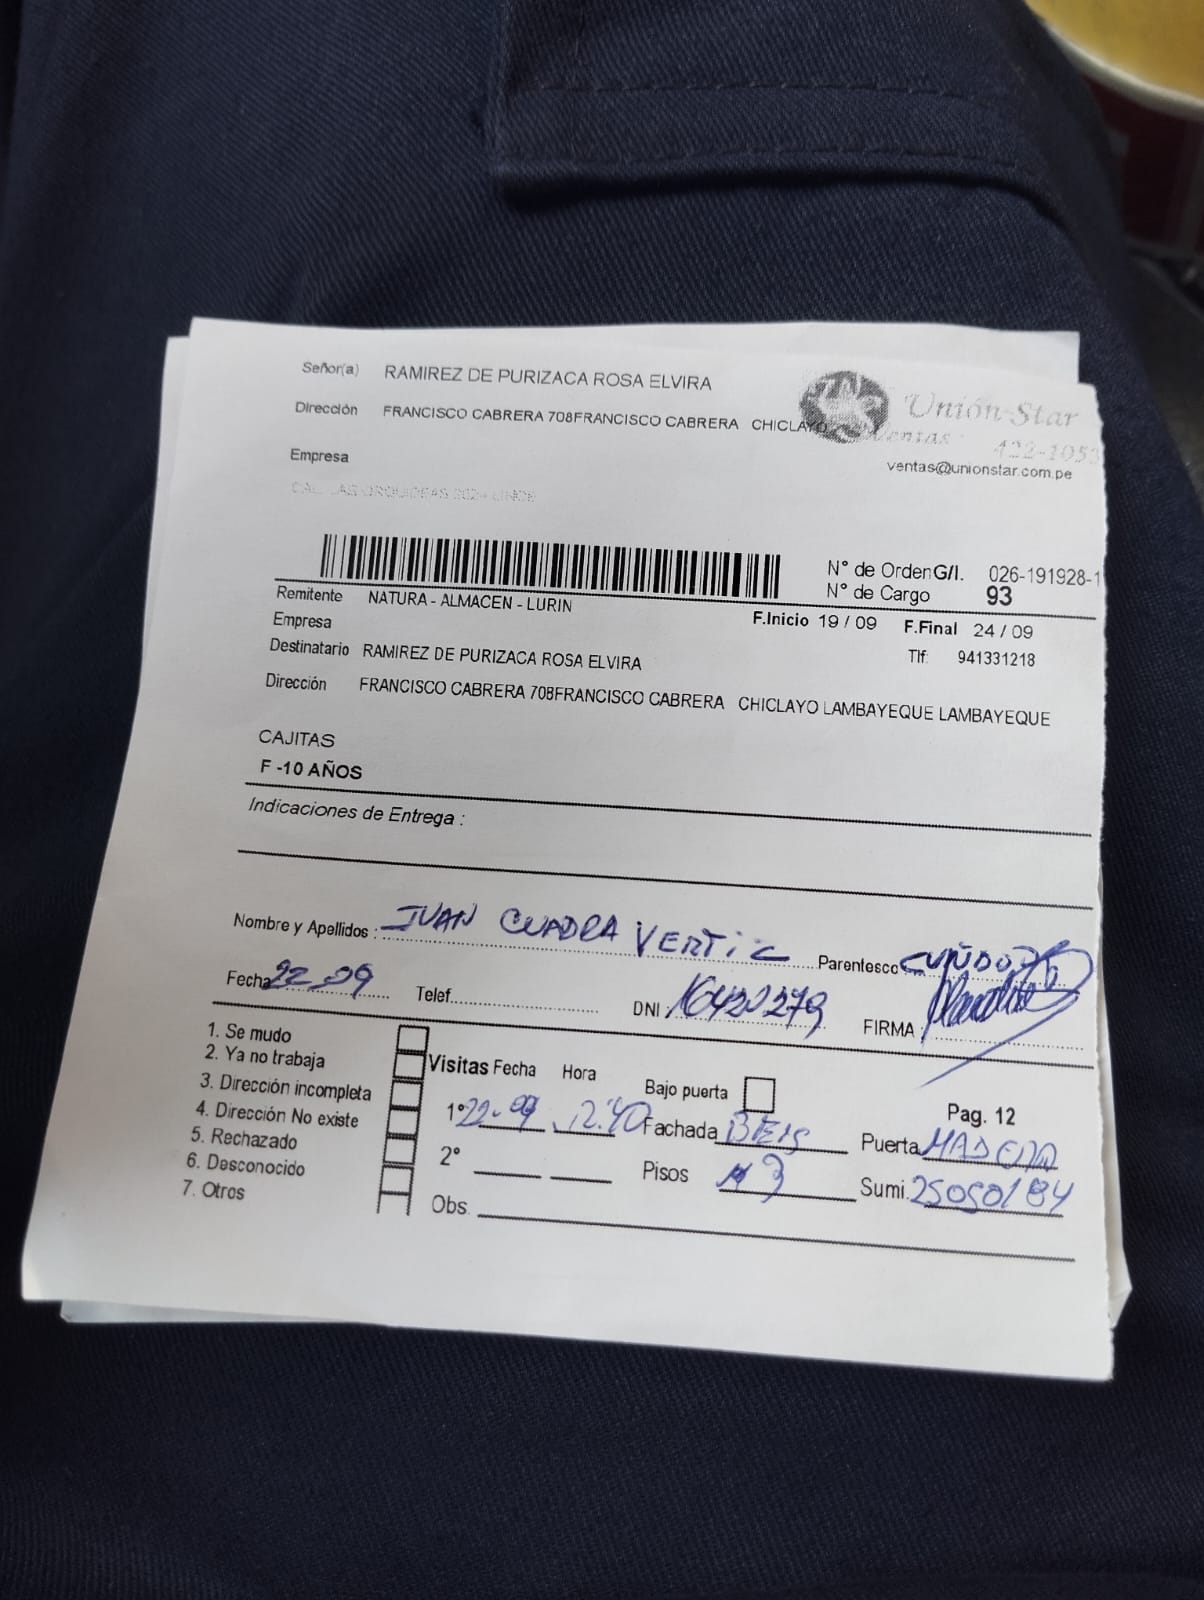 Señor(a) RAMIREZ DE PURIZACA ROSA ELVIRA
Dirección FRANCISCO CABRERA 708FRANCISCO CABRERA CHICLAYO
Unión Star
Ventas 422-1053
ventas@unionstar.com.pe
Empresa
N° de Orden G/I. 026-191928-1
N° de Cargo 93
Remitente NATURA - ALMACEN - LURIN
F.Inicio 19 / 09 F.Final 24 / 09
Empresa
Destinatario RAMIREZ DE PURIZACA ROSA ELVIRA Tlf: 941331218
Dirección FRANCISCO CABRERA 708FRANCISCO CABRERA CHICLAYO LAMBAYEQUE LAMBAYEQUE
CAJITAS
F -10 AÑOS
Indicaciones de Entrega :
Nombre y Apellidos : JUAN CUADRA VERTIZ Parentesco CUÑADO
Fecha 22 09 Telef. DNI : 16420279 FIRMA :
1. Se mudo
2. Ya no trabaja
3. Dirección incompleta
4. Dirección No existe
5. Rechazado
6. Desconocido
7. Otros
Visitas Fecha Hora Bajo puerta Pag. 12
1° 22-09 12:40 Fachada BEIS Puerta MADERA
2° Pisos 3 Sumi. 25050184
Obs.